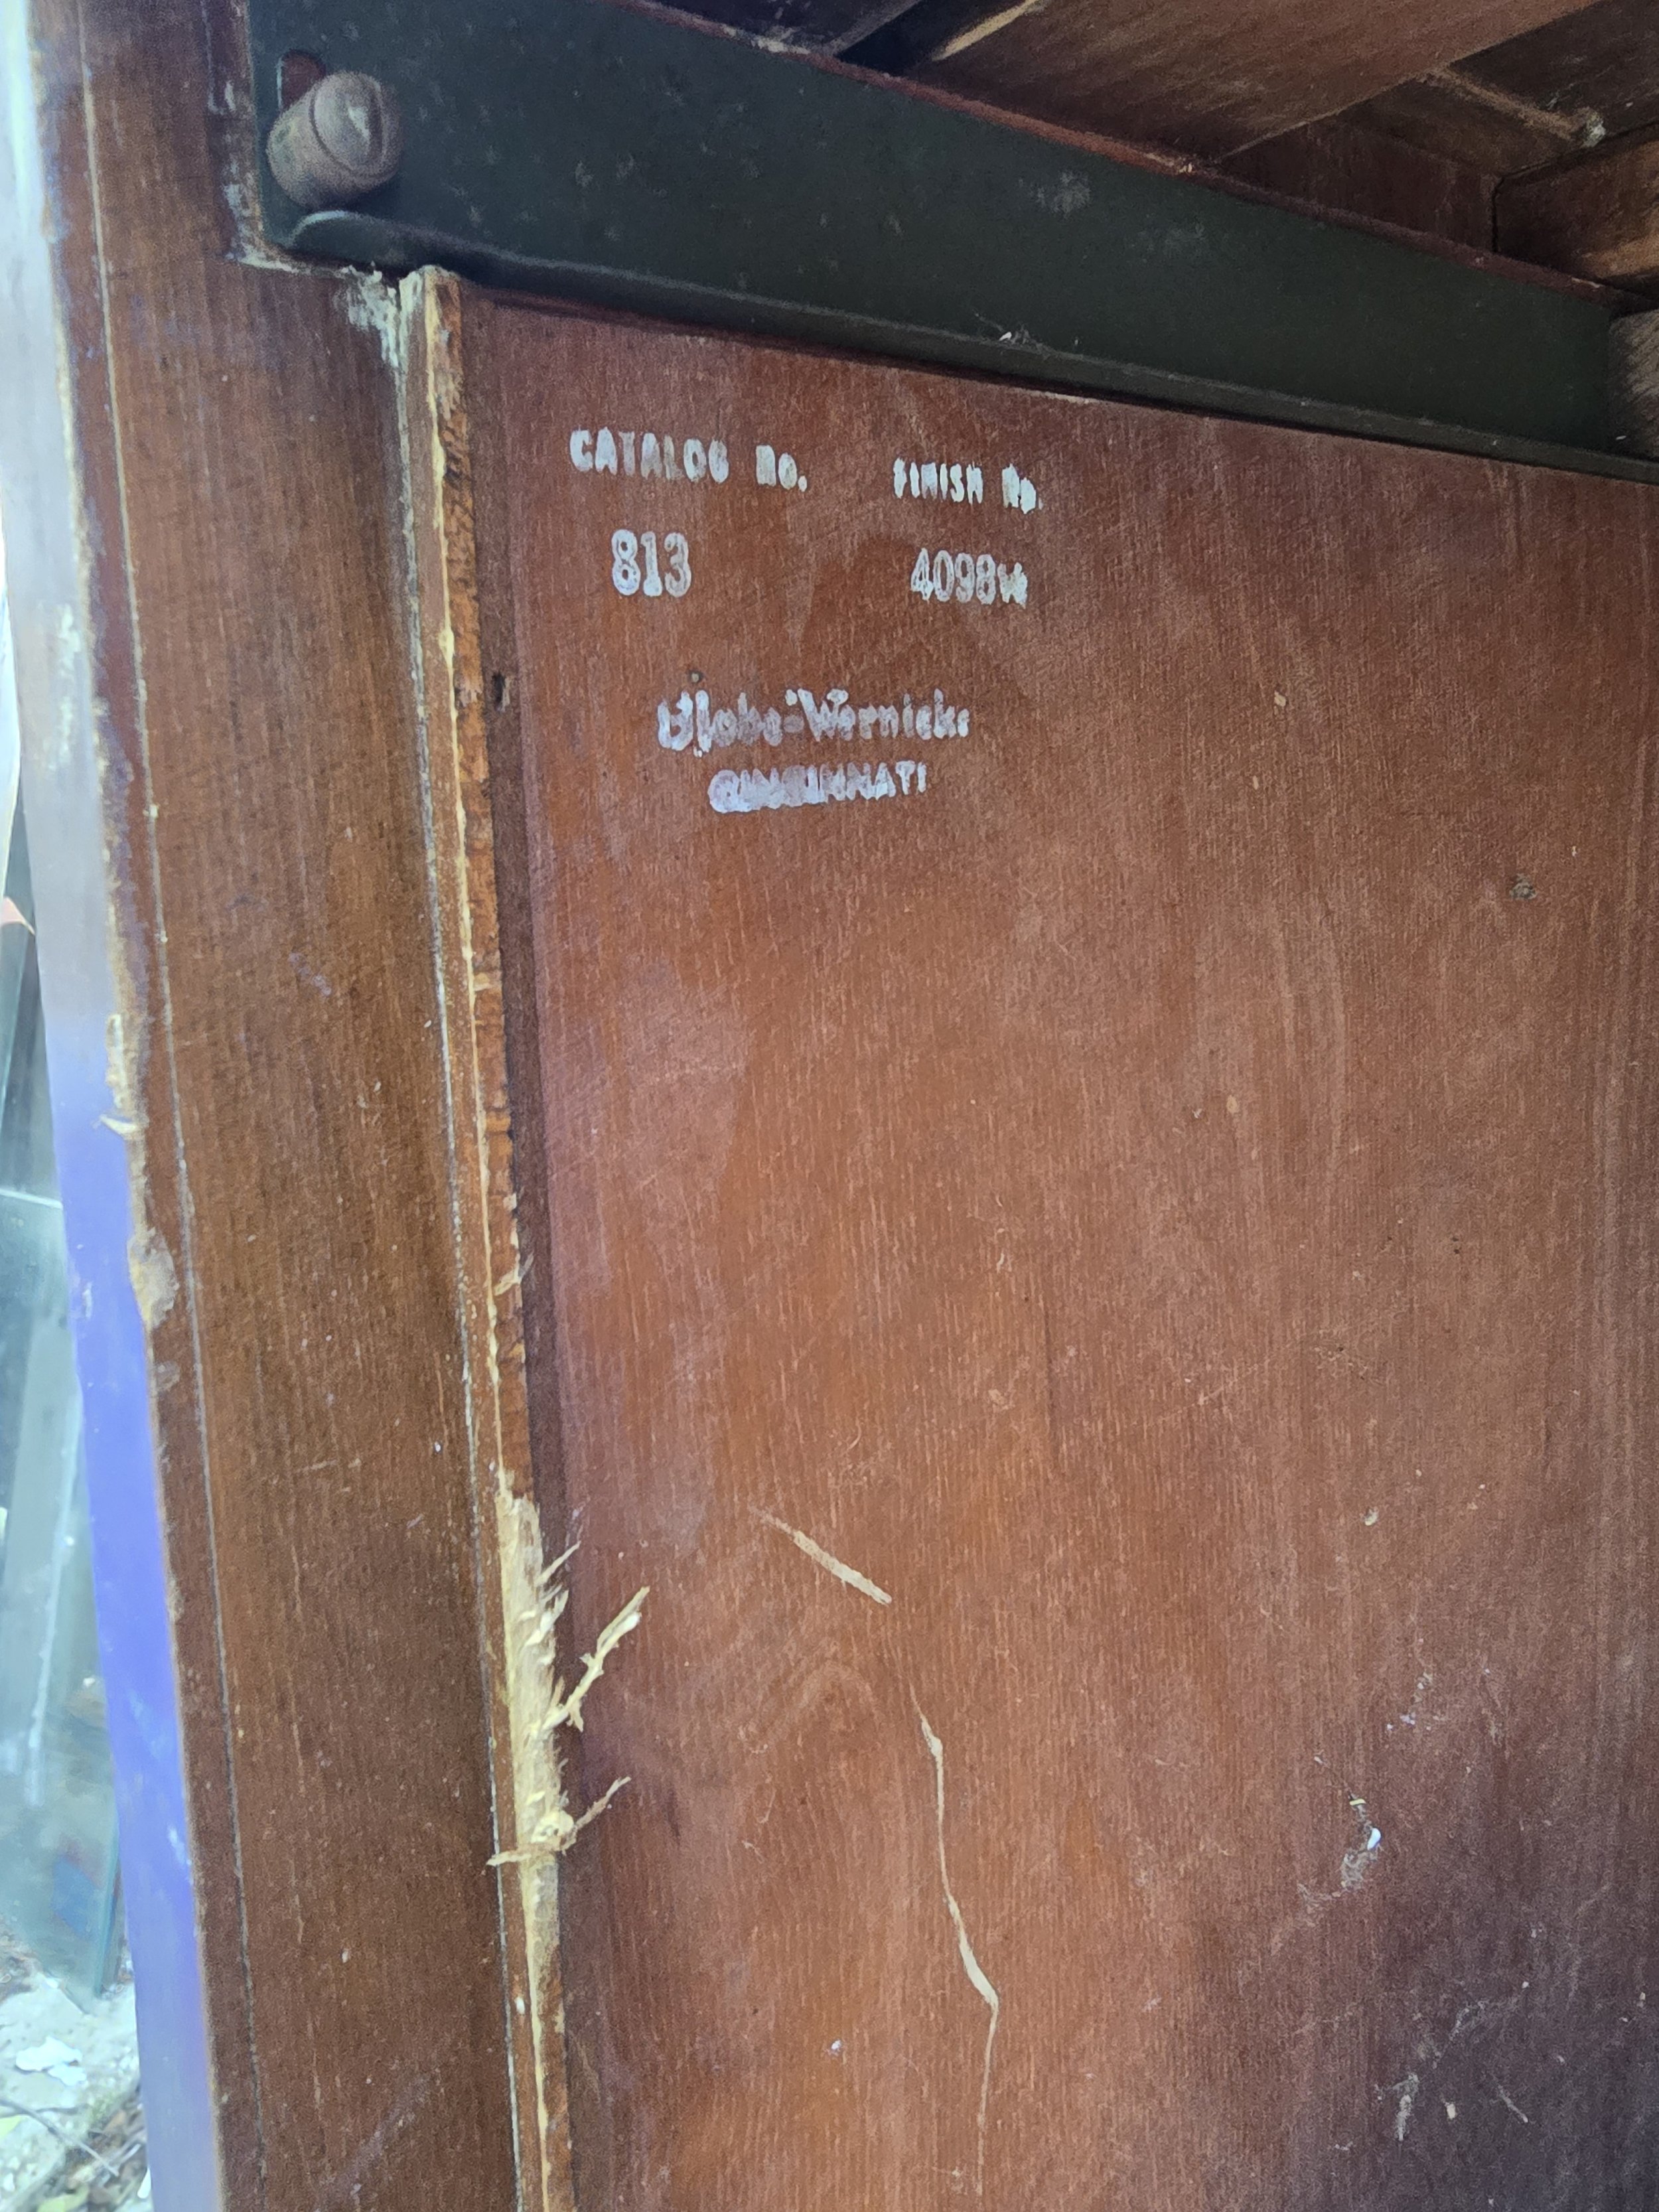 CATALOG No. FINISH No.
813 4098W
Globe-Wernicke
CINCINNATI